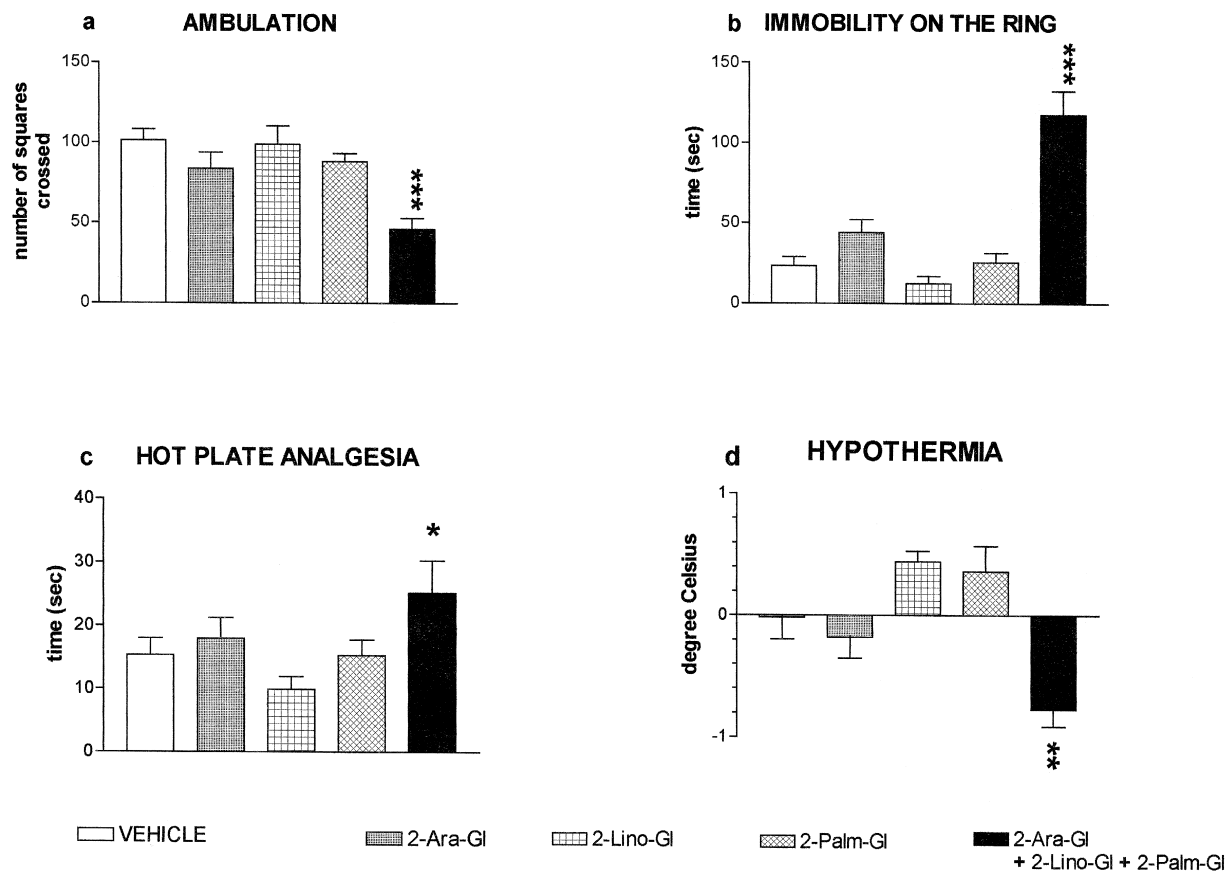 a AMBULATION
150
100
50
0
number of squares
crossed
***
b IMMOBILITY ON THE RING
150
100
50
0
time (sec)
***
c HOT PLATE ANALGESIA
40
30
20
10
0
time (sec)
*
d HYPOTHERMIA
1
0
-1
degree Celsius
**
VEHICLE
2-Ara-Gl
2-Lino-Gl
2-Palm-Gl
2-Ara-Gl
+ 2-Lino-Gl + 2-Palm-Gl